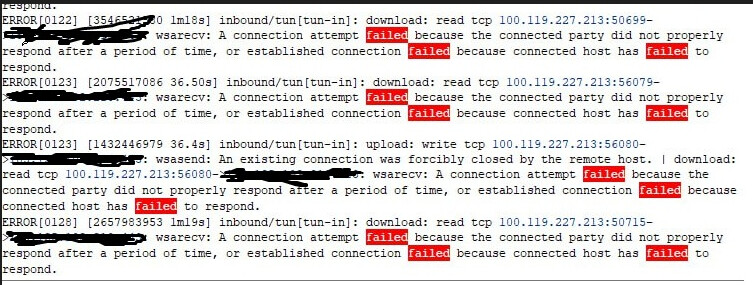 respond.
ERROR[0122] [35465 0 1m18s] inbound/tun[tun-in]: download: read tcp 100.119.227.213:50699-
wsarecv: A connection attempt failed because the connected party did not properly
respond after a period of time, or established connection failed because connected host has failed to
respond.
ERROR[0123] [2075517086 36.50s] inbound/tun[tun-in]: download: read tcp 100.119.227.213:56079-
> : wsarecv: A connection attempt failed because the connected party did not properly
respond after a period of time, or established connection failed because connected host has failed to
respond.
ERROR[0123] [1432446979 36.4s] inbound/tun[tun-in]: upload: write tcp 100.119.227.213:56080-
> : wsasend: An existing connection was forcibly closed by the remote host. | download:
read tcp 100.119.227.213:56080-> : wsarecv: A connection attempt failed because the
connected party did not properly respond after a period of time, or established connection failed because
connected host has failed to respond.
ERROR[0128] [2657983953 1m19s] inbound/tun[tun-in]: download: read tcp 100.119.227.213:50715-
> wsarecv: A connection attempt failed because the connected party did not properly
respond after a period of time, or established connection failed because connected host has failed to
respond.